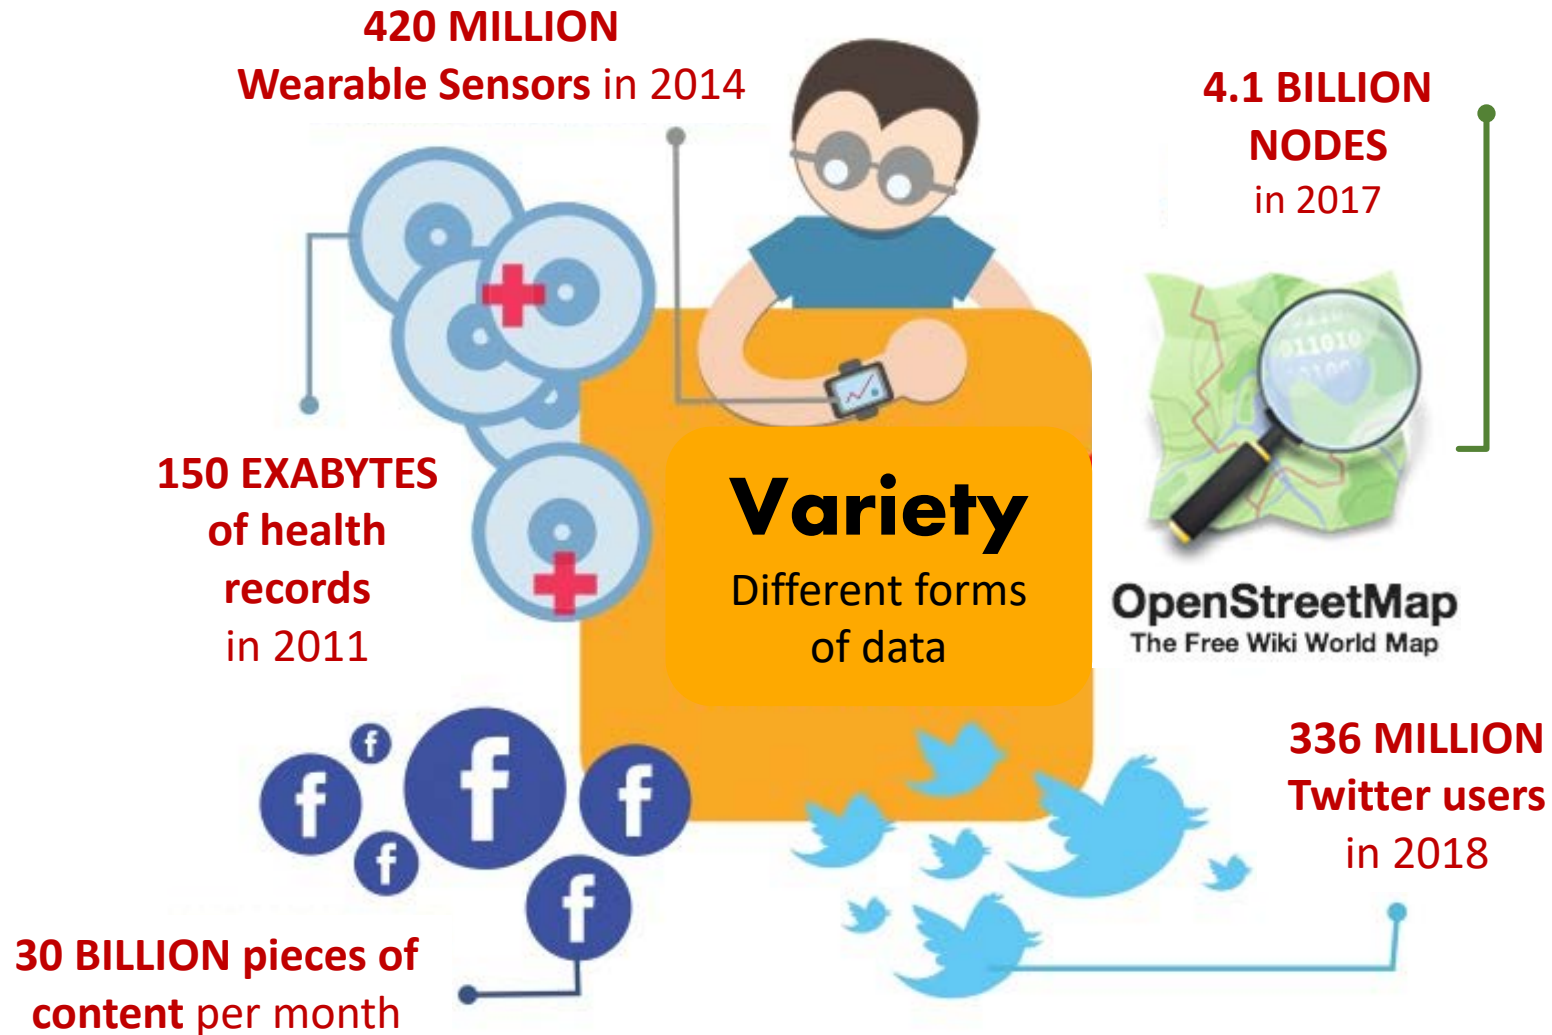 420 MILLION
Wearable Sensors in 2014
4.1 BILLION
NODES
in 2017
150 EXABYTES
of health
records
in 2011
Variety
Different forms
of data
011010
OpenStreetMap
The Free Wiki World Map
f
f
f
f
f
f
336 MILLION
Twitter users
in 2018
30 BILLION pieces of
content per month